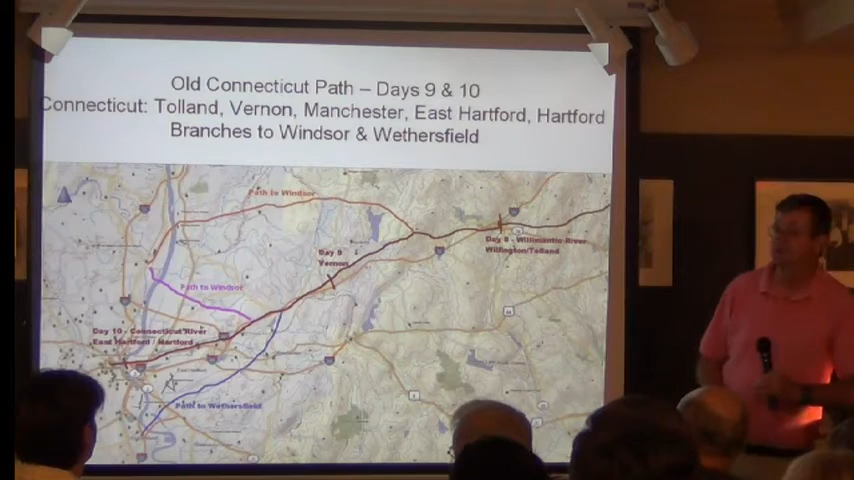 Old Connecticut Path – Days 9 & 10
Connecticut: Tolland, Vernon, Manchester, East Hartford, Hartford
Branches to Windsor & Wethersfield
Path to Windsor
Day 8 - Willimantic River
Willington/Tolland
Day 9
Vernon
Path to Windsor
Day 10 - Connecticut River
East Hartford / Hartford
Path to Wethersfield